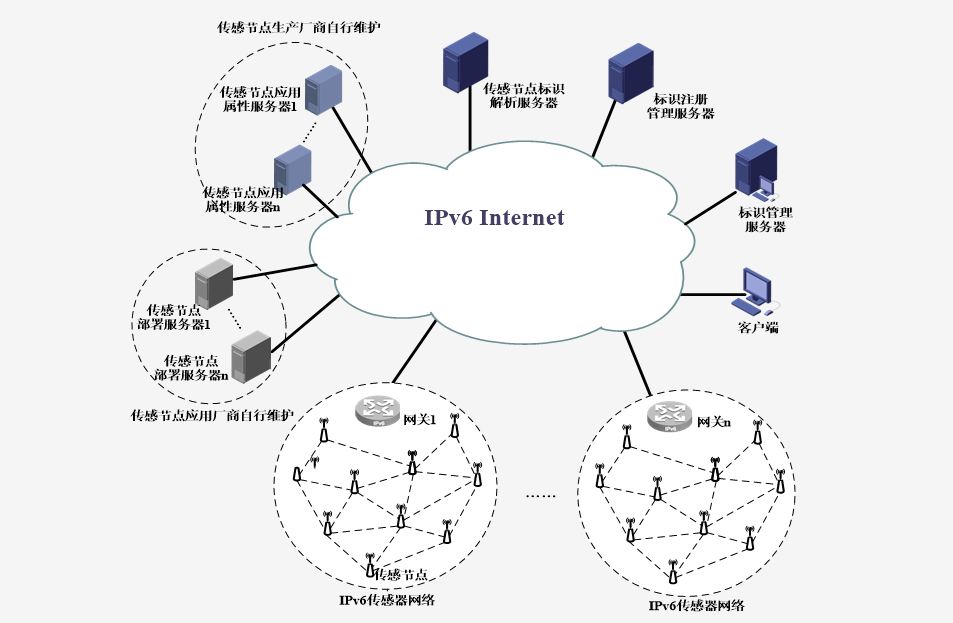 传感节点生产厂商自行维护
传感节点应用
属性服务器1
传感节点应用
属性服务器n
传感节点标识
解析服务器
标识注册
管理服务器
标识管理
服务器
IPv6 Internet
客户端
传感节点
部署服务器1
传感节点
部署服务器n
传感节点应用厂商自行维护
IPv6
网关1
IPv6
网关n
……
传感节点
IPv6传感器网络
IPv6传感器网络